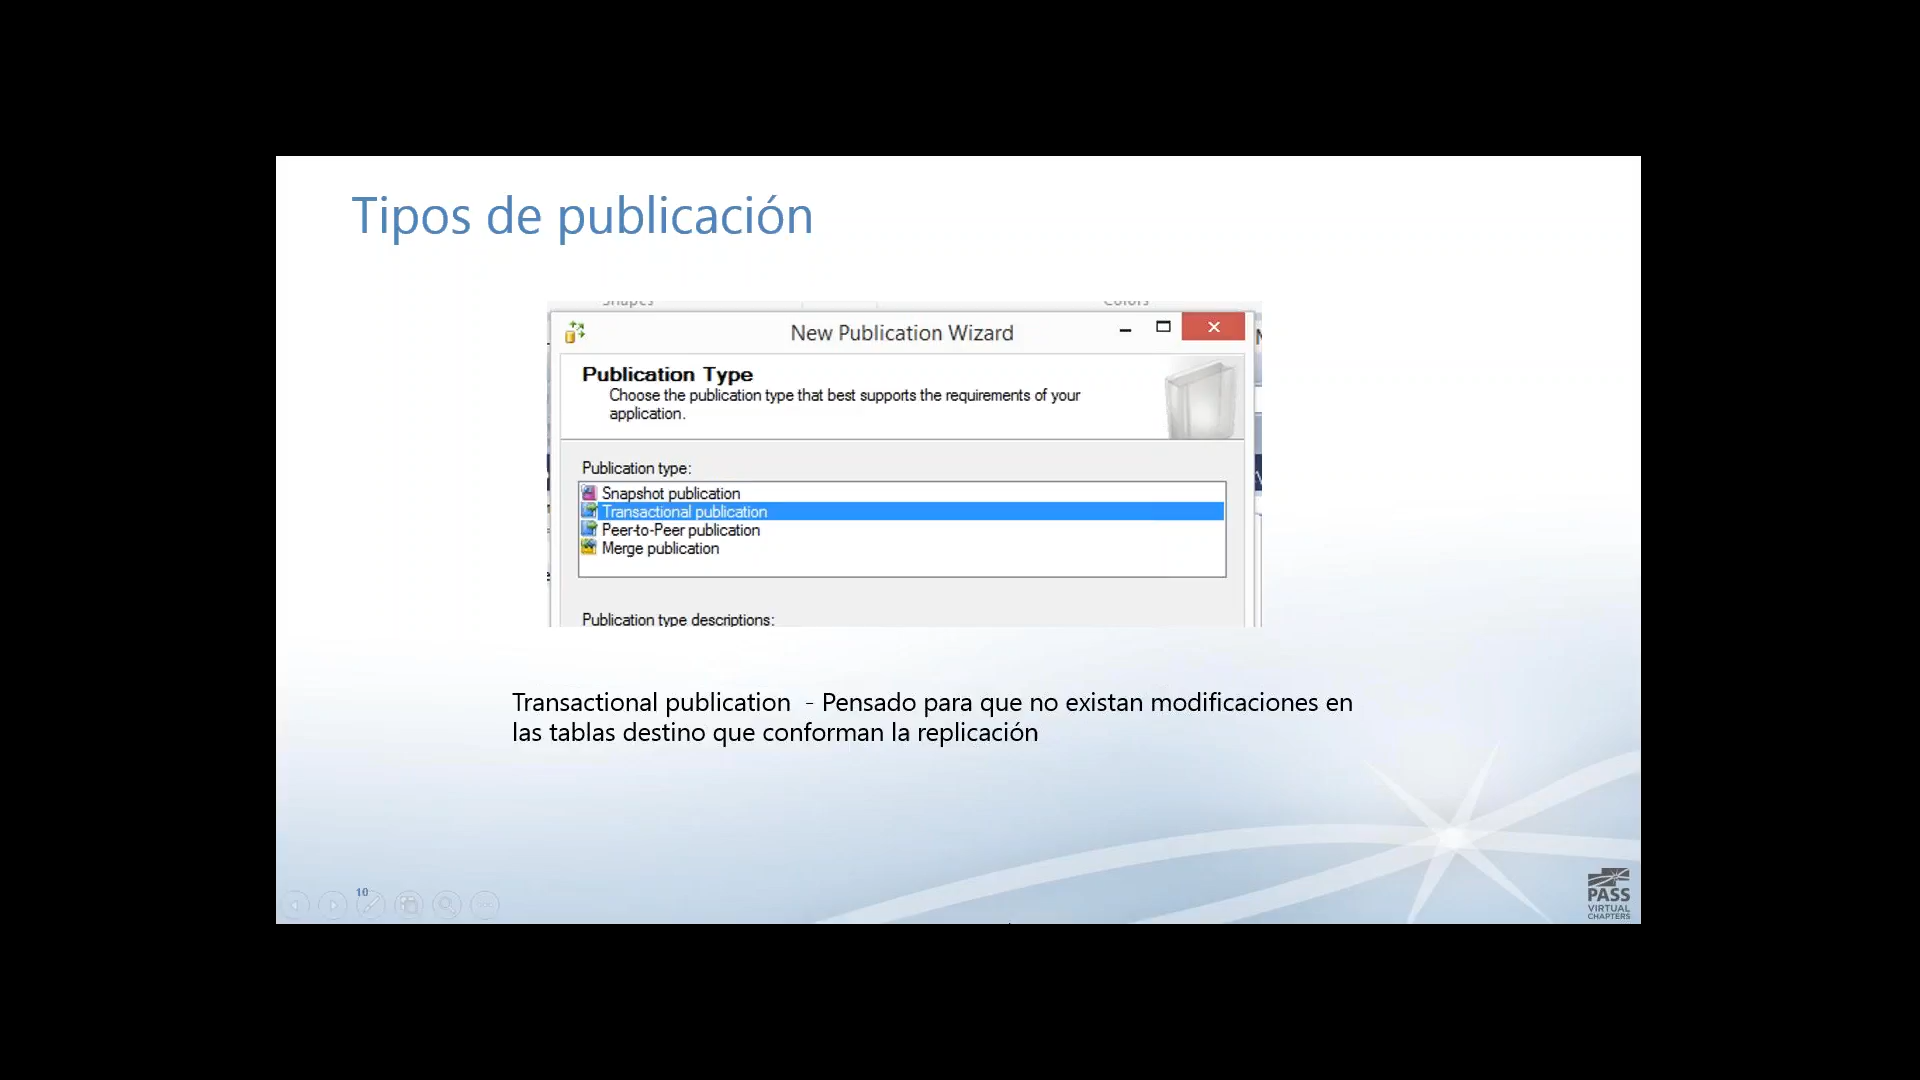 Tipos de publicación
Shapes
Colors
New Publication Wizard
Publication Type
Choose the publication type that best supports the requirements of your
application.
Publication type:
Snapshot publication
Transactional publication
Peer-to-Peer publication
Merge publication
Publication type descriptions:
Transactional publication - Pensado para que no existan modificaciones en
las tablas destino que conforman la replicación
10
PASS
VIRTUAL
CHAPTERS